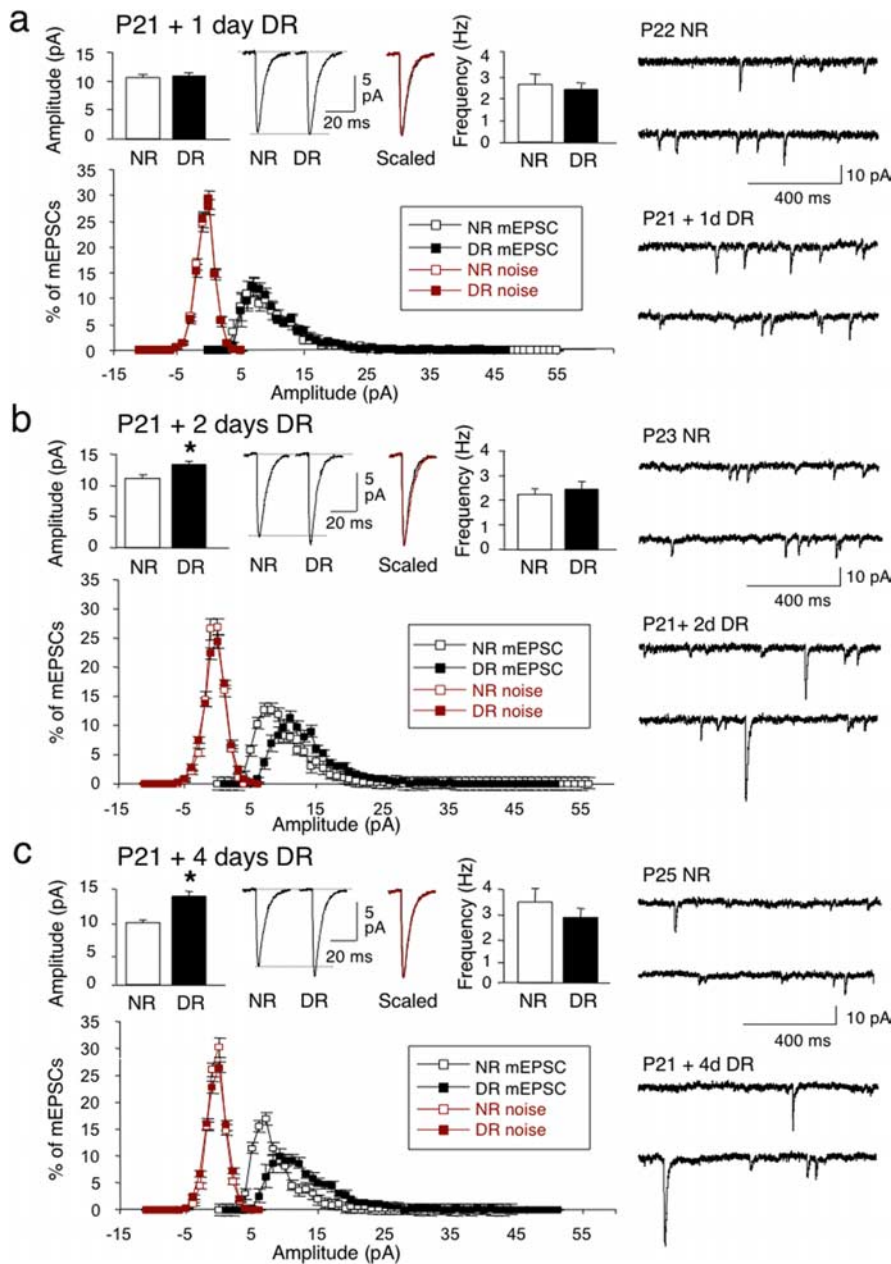 a
P21 + 1 day DR
Amplitude (pA)
15
10
5
0
NR DR
5
pA
20 ms
NR DR
Scaled
Frequency (Hz)
4
3
2
1
0
NR DR
P22 NR
10 pA
400 ms
P21 + 1d DR
% of mEPSCs
35
30
25
20
15
10
5
0
-15 -5 5 15 25 35 45 55
Amplitude (pA)
NR mEPSC
DR mEPSC
NR noise
DR noise
b
P21 + 2 days DR
Amplitude (pA)
15
10
5
0
*
NR DR
5
pA
20 ms
NR DR
Scaled
Frequency (Hz)
4
3
2
1
0
NR DR
P23 NR
10 pA
400 ms
P21+ 2d DR
% of mEPSCs
35
30
25
20
15
10
5
0
-15 -5 5 15 25 35 45 55
Amplitude (pA)
NR mEPSC
DR mEPSC
NR noise
DR noise
c
P21 + 4 days DR
Amplitude (pA)
15
10
5
0
*
NR DR
5
pA
20 ms
NR DR
Scaled
Frequency (Hz)
4
3
2
1
0
NR DR
P25 NR
10 pA
400 ms
P21 + 4d DR
% of mEPSCs
35
30
25
20
15
10
5
0
-15 -5 5 15 25 35 45 55
Amplitude (pA)
NR mEPSC
DR mEPSC
NR noise
DR noise